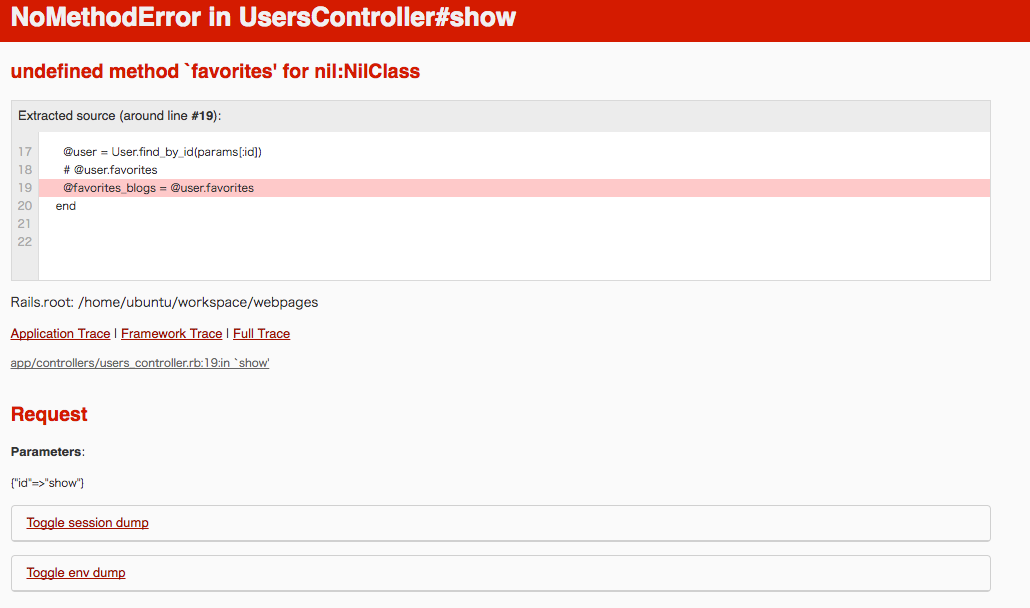 NoMethodError in UsersController#show
undefined method `favorites' for nil:NilClass
Extracted source (around line #19):
17 @user = User.find_by_id(params[:id])
18 # @user.favorites
19 @favorites_blogs = @user.favorites
20 end
21
22
Rails.root: /home/ubuntu/workspace/webpages
Application Trace | Framework Trace | Full Trace
app/controllers/users_controller.rb:19:in `show'
Request
Parameters:
{"id"=>"show"}
Toggle session dump
Toggle env dump